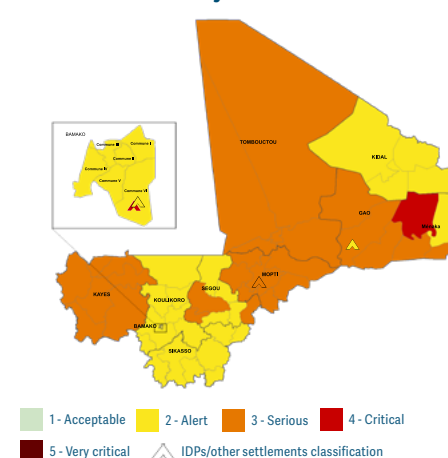 BAMAKO
Commune III
Commune I
Commune II
Commune IV
Commune V
Commune VI
TOMBOUCTOU
KIDAL
GAO
Menaka
MOPTI
KAYES
SEGOU
KOULIKORO
BAMAKO
SIKASSO
1 - Acceptable
2 - Alert
3 - Serious
4 - Critical
5 - Very critical
IDPs/other settlements classification